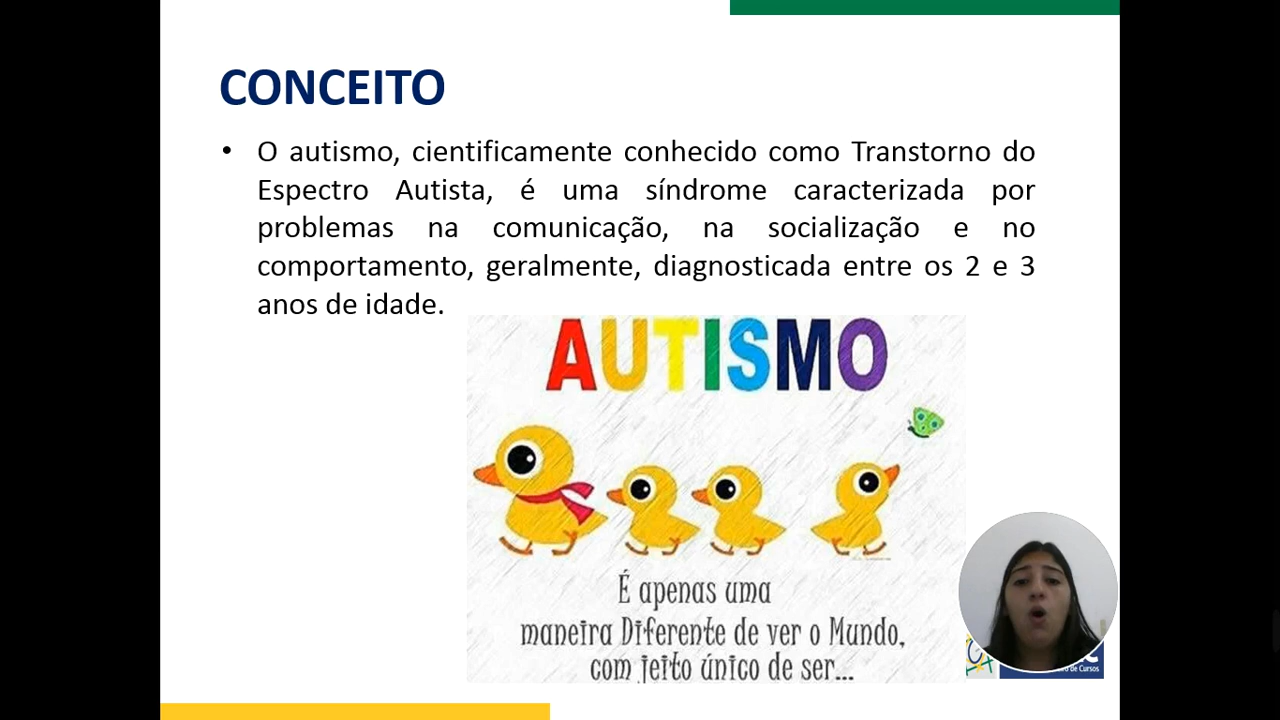 CONCEITO
• O autismo, cientificamente conhecido como Transtorno do
Espectro Autista, é uma síndrome caracterizada por
problemas na comunicação, na socialização e no
comportamento, geralmente, diagnosticada entre os 2 e 3
anos de idade.
AUTISMO
É apenas uma
maneira Diferente de ver o Mundo,
com jeito único de ser...
de Cursos